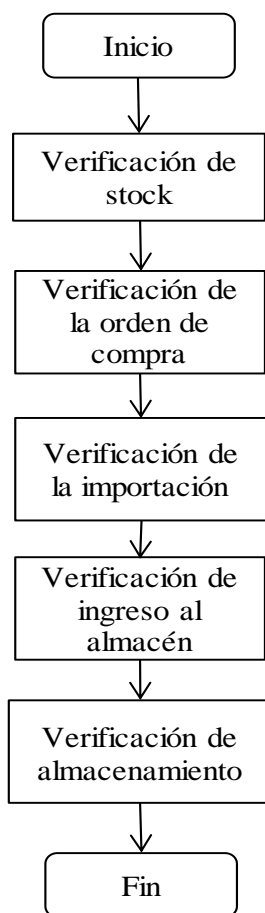 Inicio
Verificación de
stock
Verificación de
la orden de
compra
Verificación de
la importación
Verificación de
ingreso al
almacén
Verificación de
almacenamiento
Fin